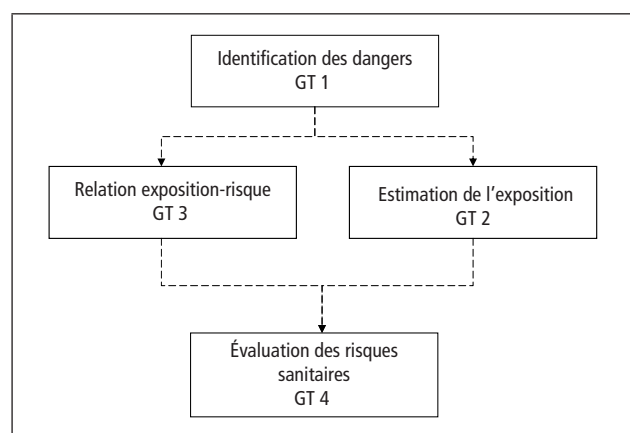 Identification des dangers
GT 1
Relation exposition-risque
GT 3
Estimation de l’exposition
GT 2
Évaluation des risques
sanitaires
GT 4